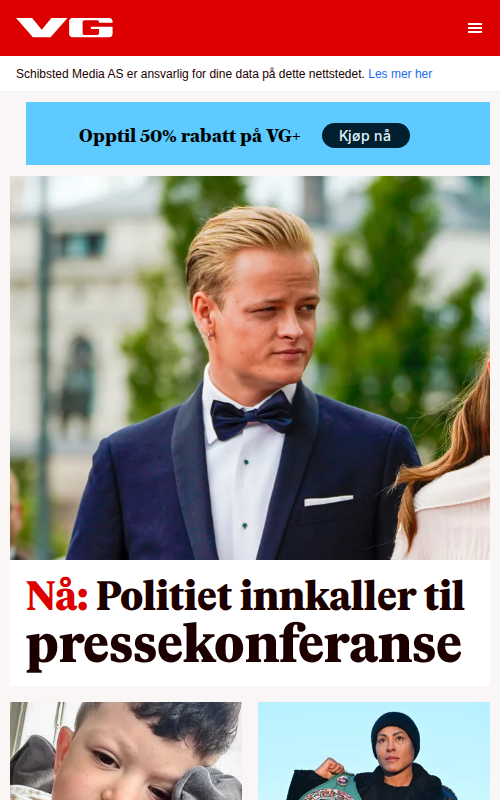 VG
Schibsted Media AS er ansvarlig for dine data på dette nettstedet. Les mer her
Opptil 50% rabatt på VG+
Kjøp nå
Nå: Politiet innkaller til
pressekonferanse